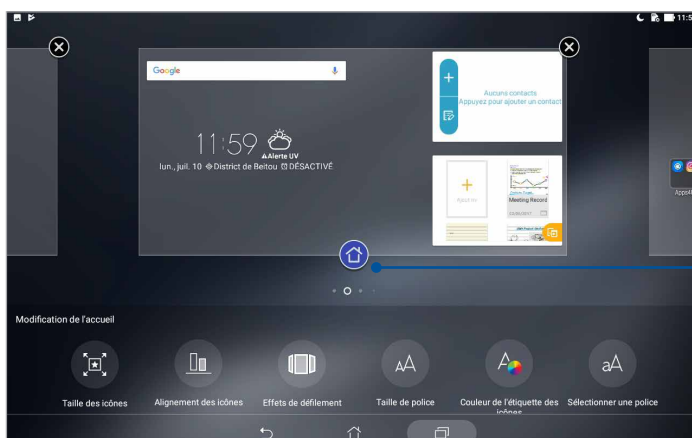 11:5
Google
Aucuns contacts
Appuyez pour ajouter un contact
11:59
Alerte UV
lun., juil. 10 District de Beitou DÉSACTIVÉ
Meeting Record
Apps4U
Modification de l'accueil
Taille des icônes
Alignement des icônes
Effets de défilement
Taille de police
Couleur de l'étiquette des icônes
Sélectionner une police